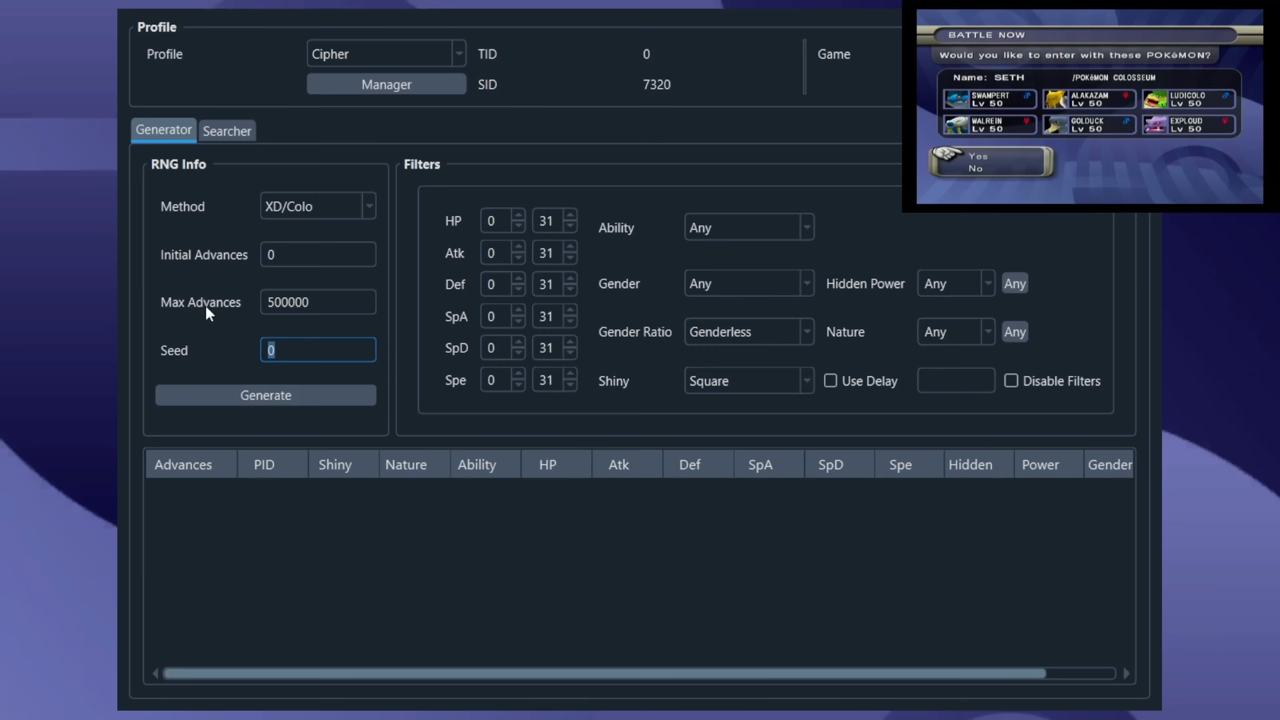 Profile
Profile
Cipher
TID
0
Game
Manager
SID
7320
BATTLE NOW
Would you like to enter with these POKéMON?
Name: SETH /POKéMON COLOSSEUM
SWAMPERT ♂ ALAKAZAM LUDICOLO ♂
Lv 50 Lv 50 Lv 50
WALREIN GOLDUCK ♂ EXPLOUD
Lv 50 Lv 50 Lv 50
Yes
No
Generator Searcher
RNG Info
Method XD/Colo
Initial Advances 0
Max Advances 500000
Seed 0
Generate
Filters
HP 0 31 Ability Any
Atk 0 31
Def 0 31 Gender Any Hidden Power Any Any
SpA 0 31
Gender Ratio Genderless Nature Any Any
SpD 0 31
Spe 0 31 Shiny Square Use Delay Disable Filters
Advances PID Shiny Nature Ability HP Atk Def SpA SpD Spe Hidden Power Gender